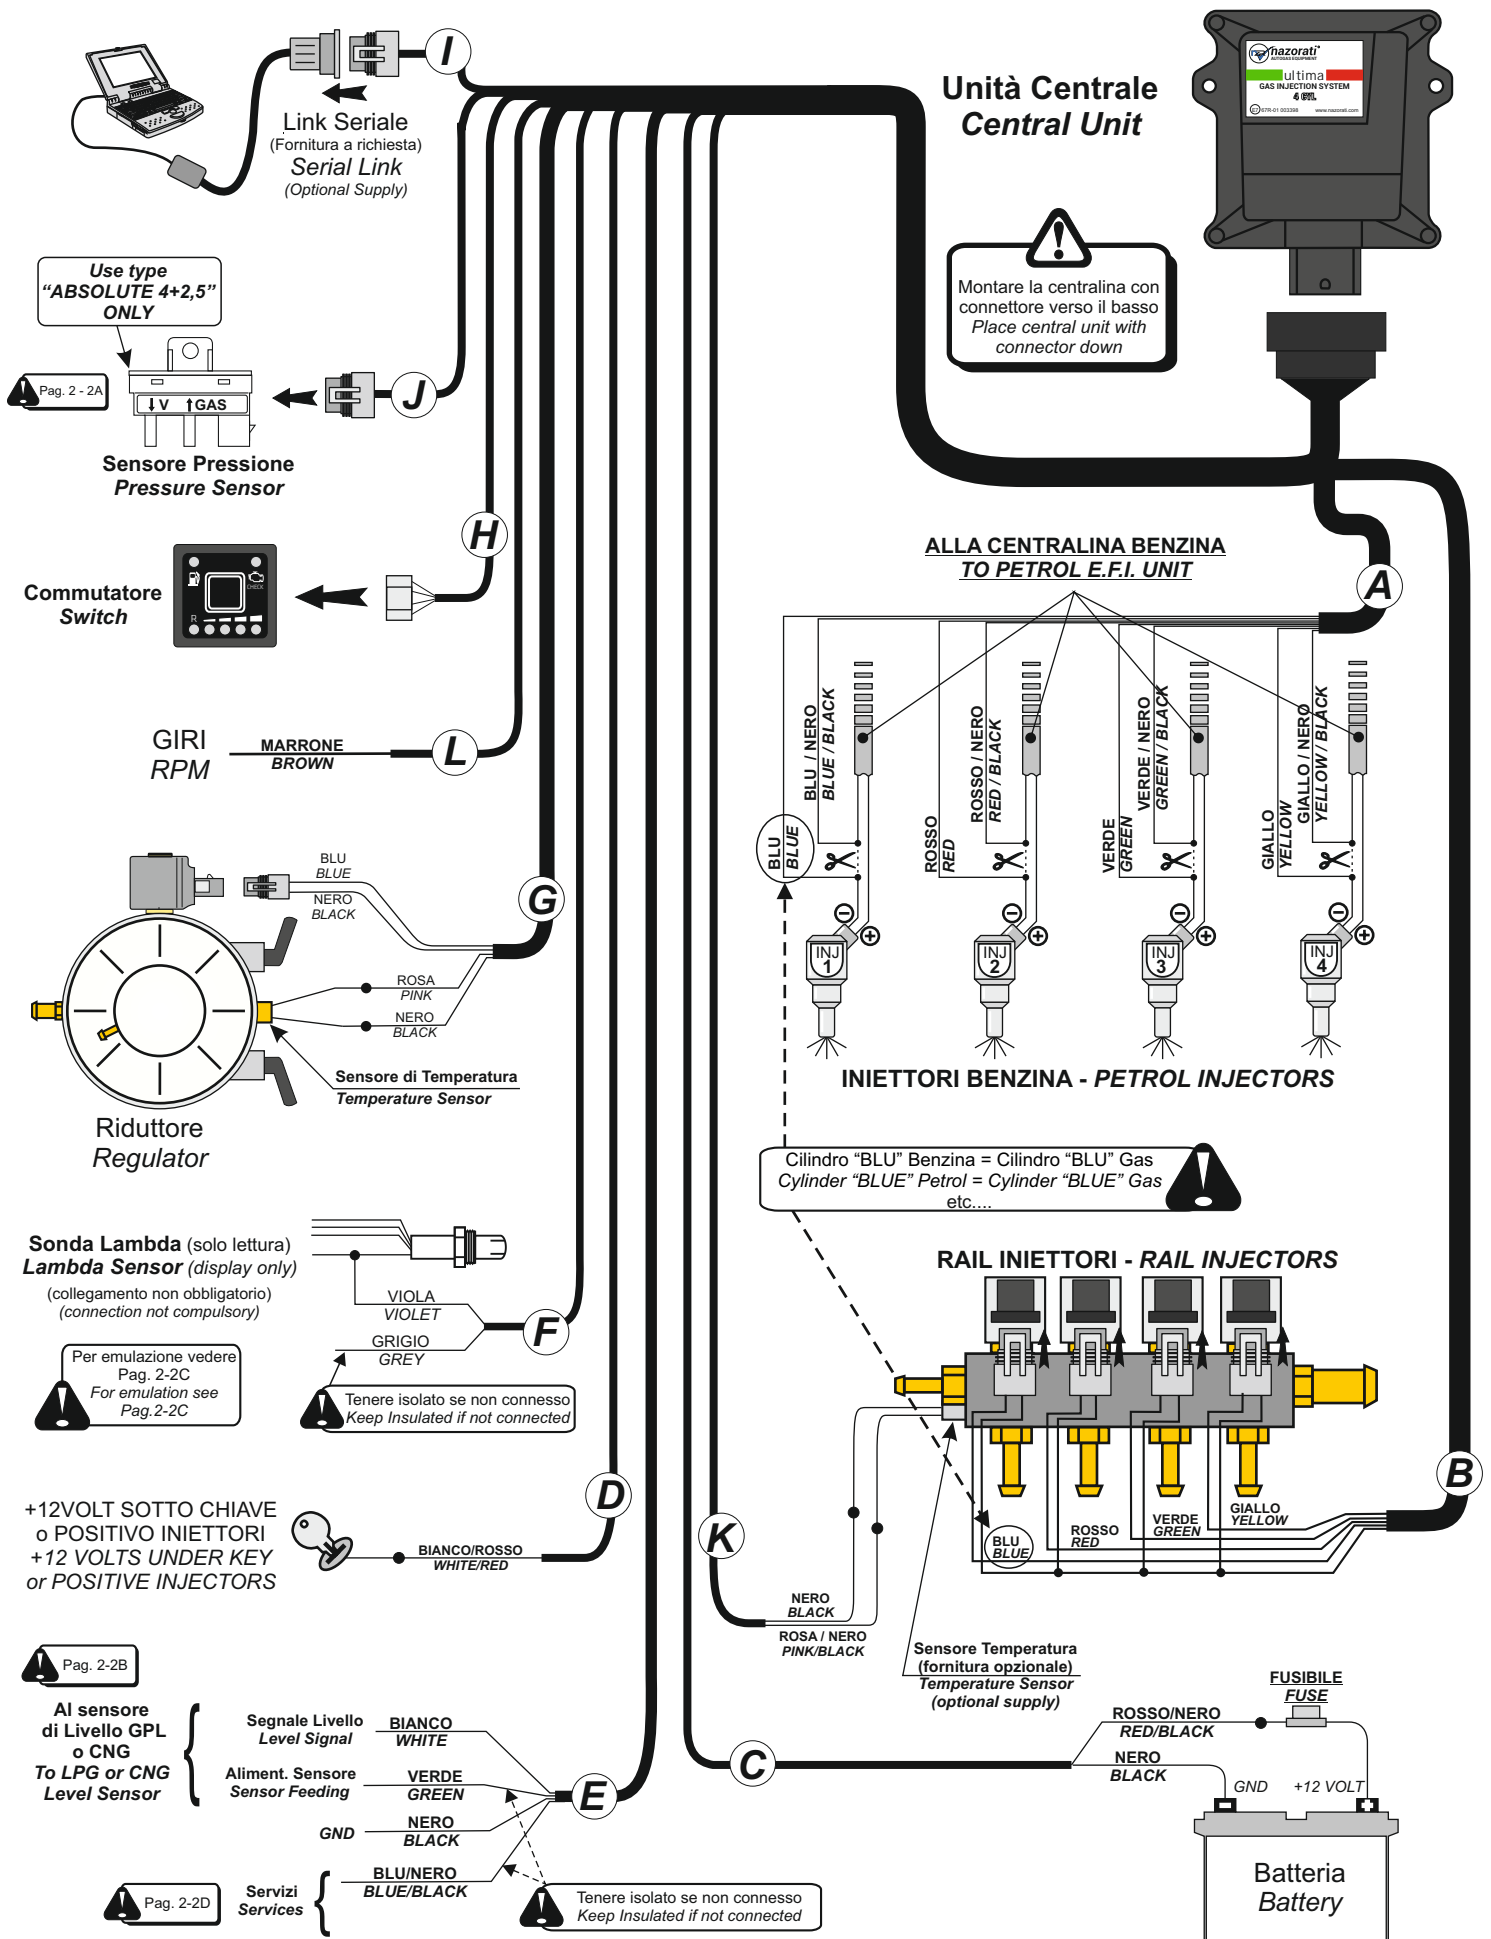 I
Link Seriale
(Fornitura a richiesta)
Serial Link
(Optional Supply)
Unità Centrale
Central Unit
nazorati
AUTOGAS EQUIPMENT
ultima
GAS INJECTION SYSTEM
4 CYL.
E7 67R-01 003398 www.nazorati.com
Montare la centralina con
connettore verso il basso
Place central unit with
connector down
Use type
“ABSOLUTE 4+2,5”
ONLY
Pag. 2 - 2A
V GAS
J
Sensore Pressione
Pressure Sensor
H
Commutatore
Switch
CHECK
R
ALLA CENTRALINA BENZINA
TO PETROL E.F.I. UNIT
A
GIRI
RPM
MARRONE
BROWN
L
BLU
BLUE
BLU / NERO
BLUE / BLACK
ROSSO
RED
ROSSO / NERO
RED / BLACK
VERDE
GREEN
VERDE / NERO
GREEN / BLACK
GIALLO
YELLOW
GIALLO / NERO
YELLOW / BLACK
INJ
1
INJ
2
INJ
3
INJ
4
INIETTORI BENZINA - PETROL INJECTORS
BLU
BLUE
NERO
BLACK
G
ROSA
PINK
NERO
BLACK
Sensore di Temperatura
Temperature Sensor
Riduttore
Regulator
Cilindro “BLU” Benzina = Cilindro “BLU” Gas
Cylinder “BLUE” Petrol = Cylinder “BLUE” Gas
etc....
Sonda Lambda (solo lettura)
Lambda Sensor (display only)
(collegamento non obbligatorio)
(connection not compulsory)
VIOLA
VIOLET
GRIGIO
GREY
F
Per emulazione vedere
Pag. 2-2C
For emulation see
Pag.2-2C
Tenere isolato se non connesso
Keep Insulated if not connected
RAIL INIETTORI - RAIL INJECTORS
B
BLU
BLUE
ROSSO
RED
VERDE
GREEN
GIALLO
YELLOW
D
+12VOLT SOTTO CHIAVE
o POSITIVO INIETTORI
+12 VOLTS UNDER KEY
or POSITIVE INJECTORS
BIANCO/ROSSO
WHITE/RED
K
NERO
BLACK
ROSA / NERO
PINK/BLACK
Sensore Temperatura
(fornitura opzionale)
Temperature Sensor
(optional supply)
Pag. 2-2B
Al sensore
di Livello GPL
o CNG
To LPG or CNG
Level Sensor
Segnale Livello
Level Signal
BIANCO
WHITE
Aliment. Sensore
Sensor Feeding
VERDE
GREEN
GND
NERO
BLACK
E
Pag. 2-2D
Servizi
Services
BLU/NERO
BLUE/BLACK
Tenere isolato se non connesso
Keep Insulated if not connected
C
ROSSO/NERO
RED/BLACK
NERO
BLACK
FUSIBILE
FUSE
GND +12 VOLT
Batteria
Battery